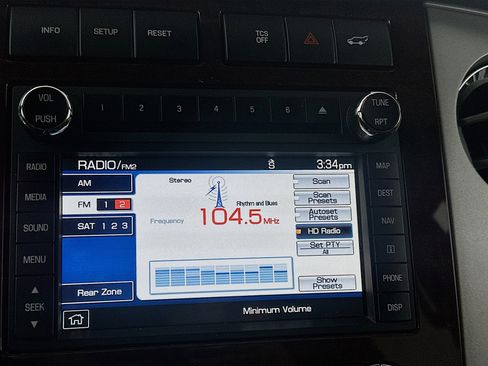 INFO
SETUP
RESET
TCS
OFF
VOL
PUSH
1 2 3 4 5 6
TUNE
RPT
RADIO
MEDIA
SOUND
MENU
SEEK
RADIO/FM2
3:34pm
AM
FM 1 2
SAT 1 2 3
Rear Zone
Stereo
Rhythm and Blues
Frequency
104.5 MHz
Scan
Scan
Presets
Autoset
Presets
HD Radio
Set PTY
All
Show
Presets
Minimum Volume
MAP
DEST
NAV
i
PHONE
DISP